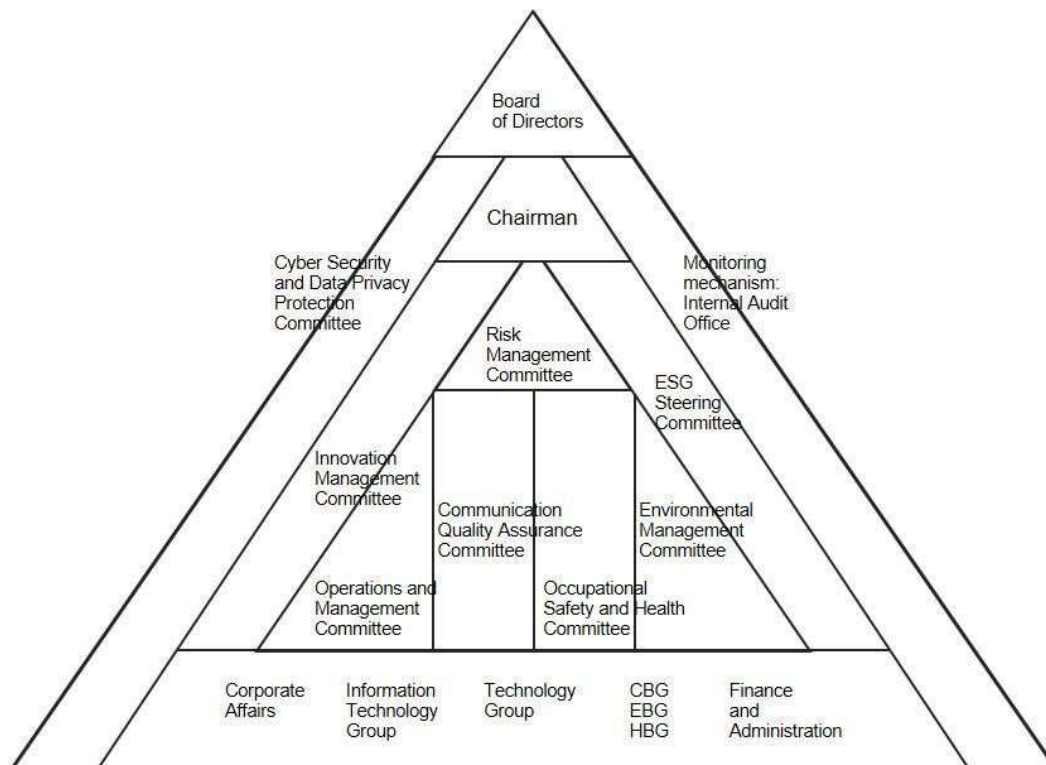 Board
of Directors
Chairman
Cyber Security
and Data Privacy
Protection
Committee
Monitoring
mechanism:
Internal Audit
Office
Risk
Management
Committee
ESG
Steering
Committee
Innovation
Management
Committee
Communication
Quality Assurance
Committee
Environmental
Management
Committee
Operations and
Management
Committee
Occupational
Safety and Health
Committee
Corporate
Affairs
Information
Technology
Group
Technology
Group
CBG
EBG
HBG
Finance
and
Administration